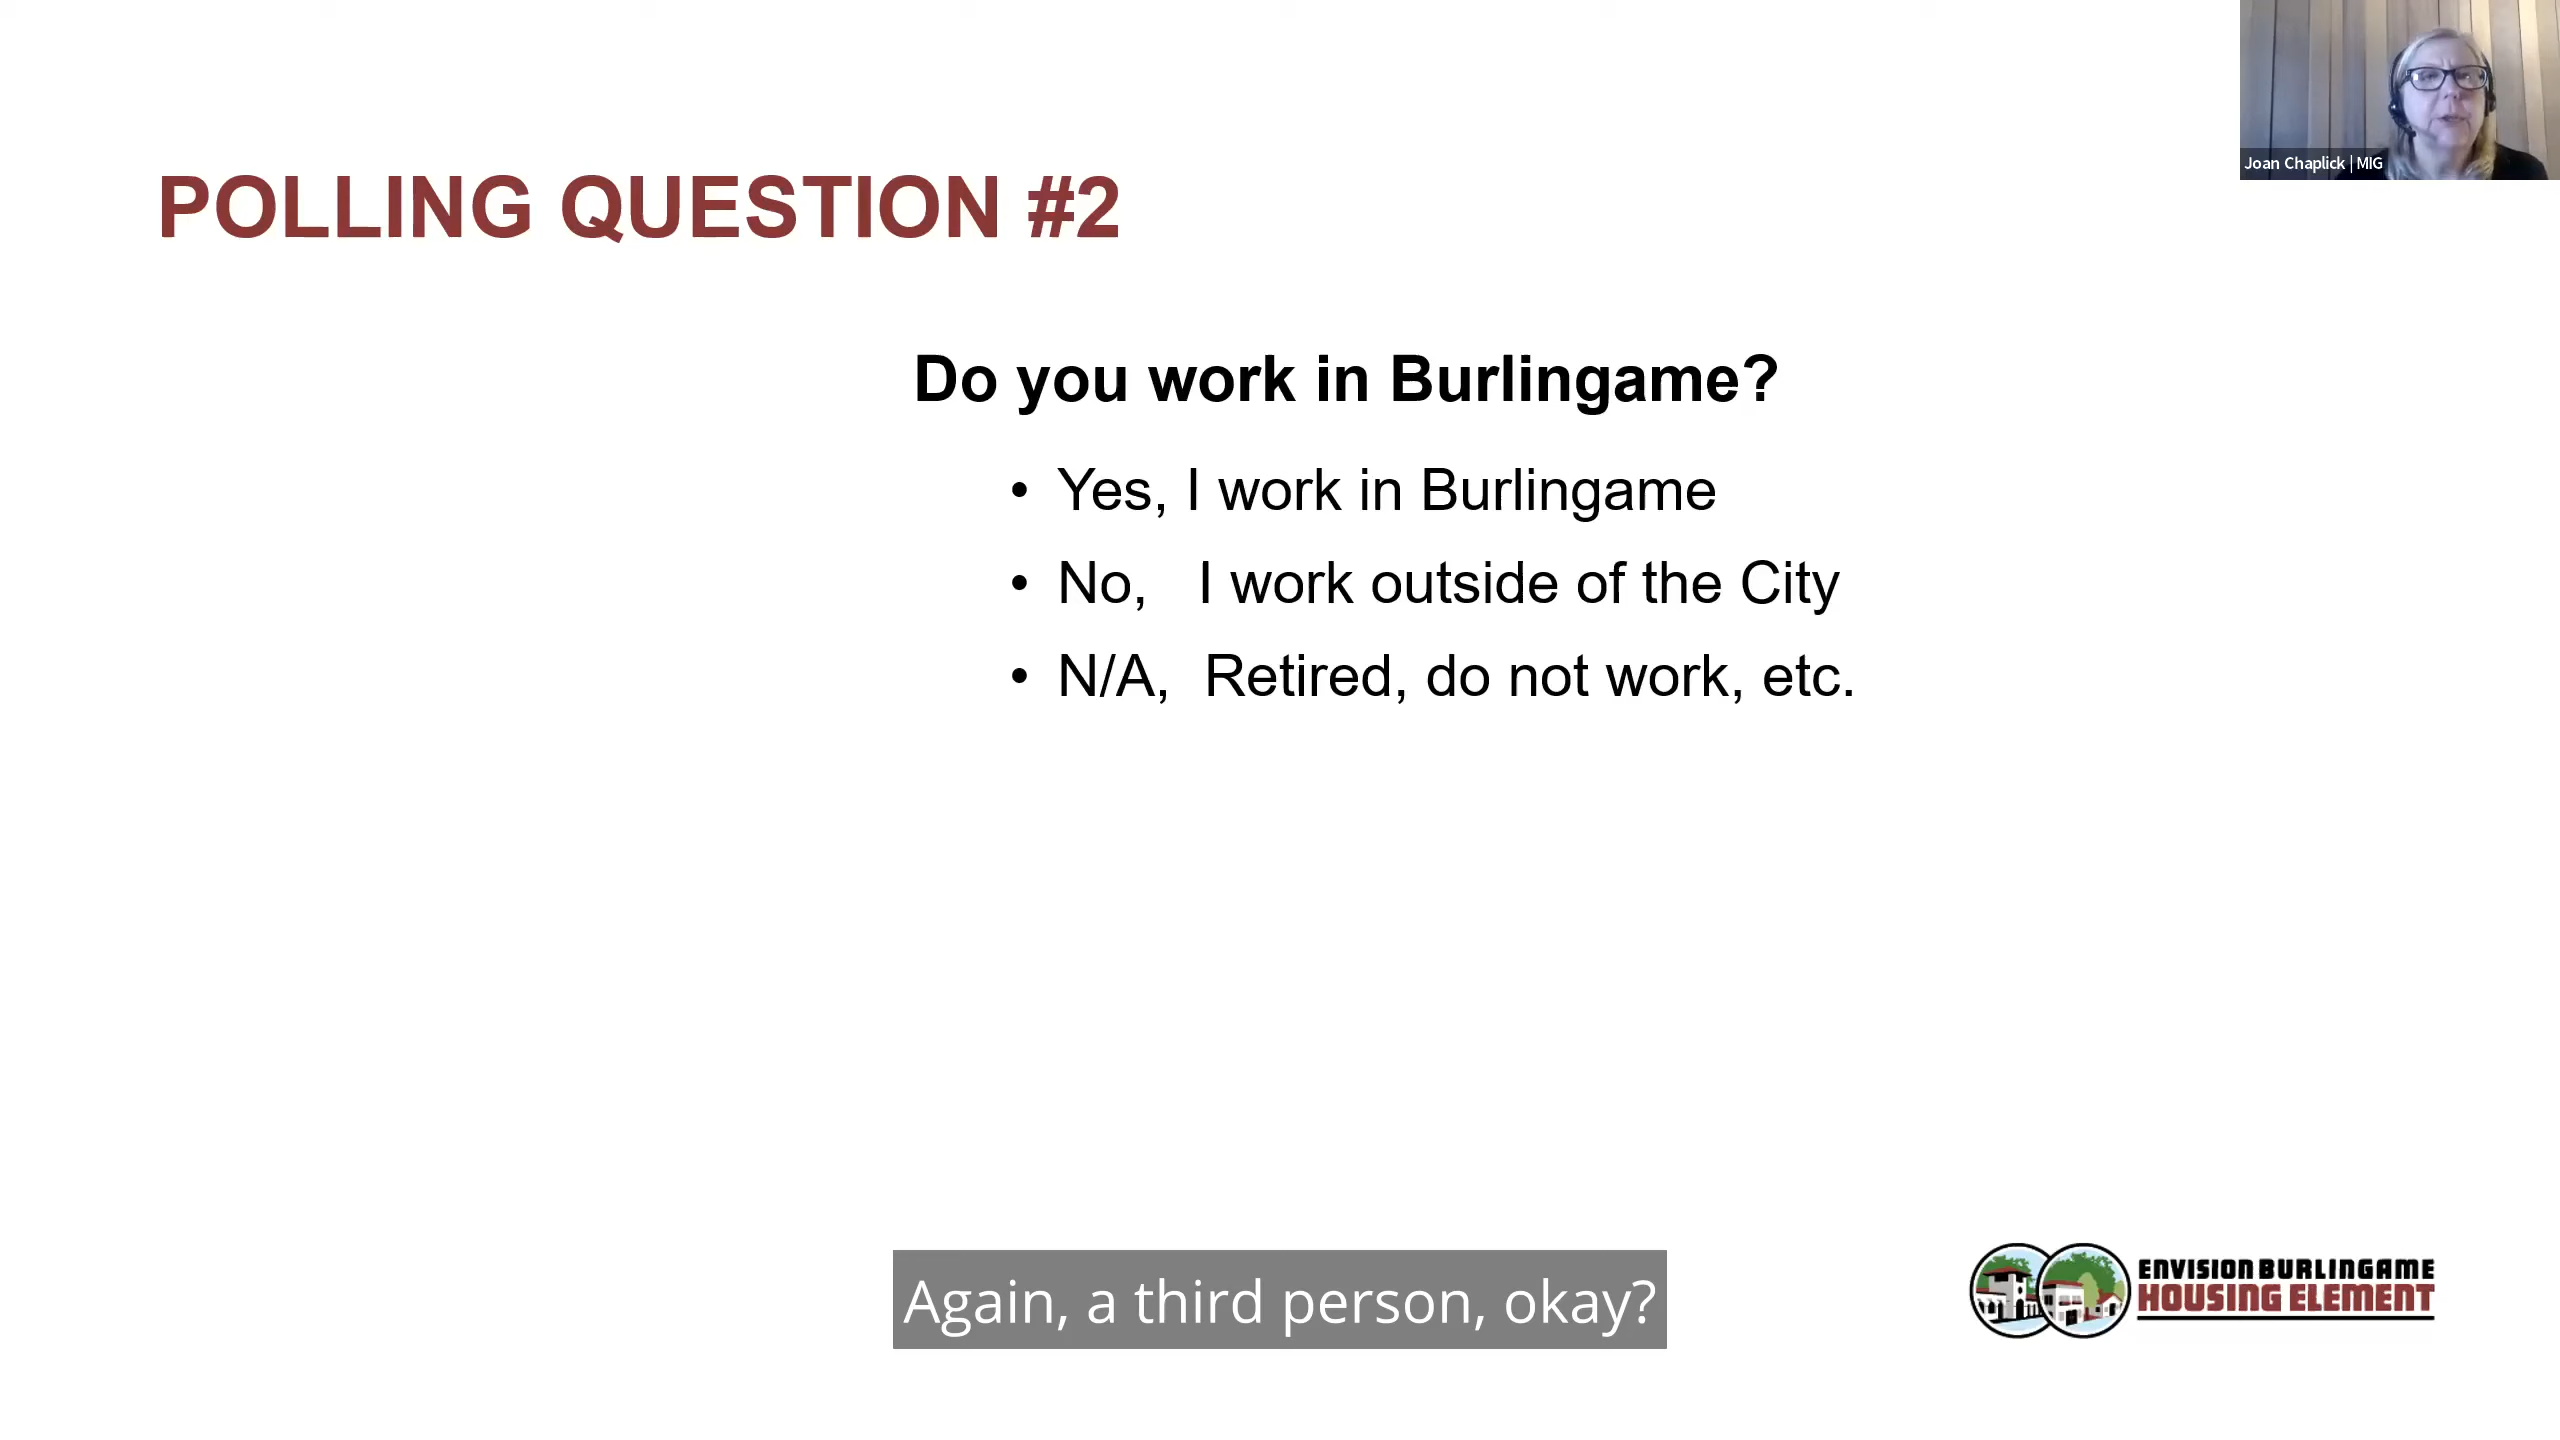 Joan Chaplick | MIG
POLLING QUESTION #2
Do you work in Burlingame?
• Yes, I work in Burlingame
• No, I work outside of the City
• N/A, Retired, do not work, etc.
Again, a third person, okay?
ENVISION BURLINGAME
HOUSING ELEMENT